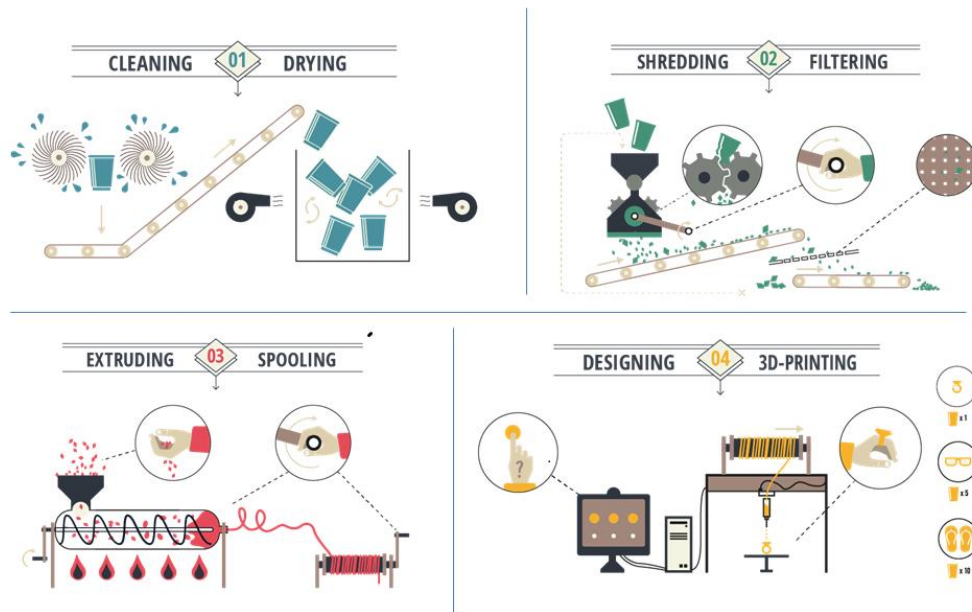 CLEANING 01 DRYING
SHREDDING 02 FILTERING
EXTRUDING 03 SPOOLING
DESIGNING 04 3D-PRINTING
?
x 1
x 5
x 10